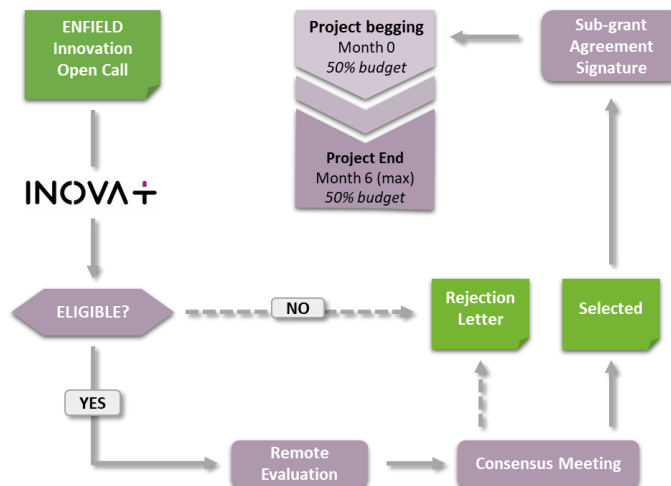 ENFIELD
Innovation
Open Call
Project begging
Month 0
50% budget
Sub-grant
Agreement
Signature
Project End
Month 6 (max)
50% budget
INOVA+
ELIGIBLE?
NO
Rejection
Letter
Selected
YES
Remote
Evaluation
Consensus Meeting